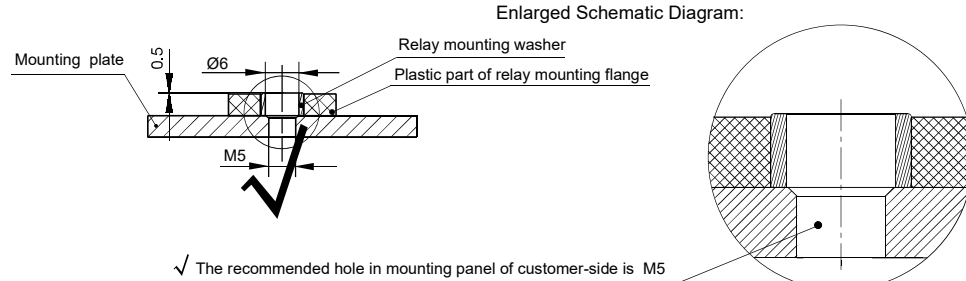 Enlarged Schematic Diagram:
Relay mounting washer
Mounting plate
0.5
Ø6
Plastic part of relay mounting flange
M5
√ The recommended hole in mounting panel of customer-side is M5